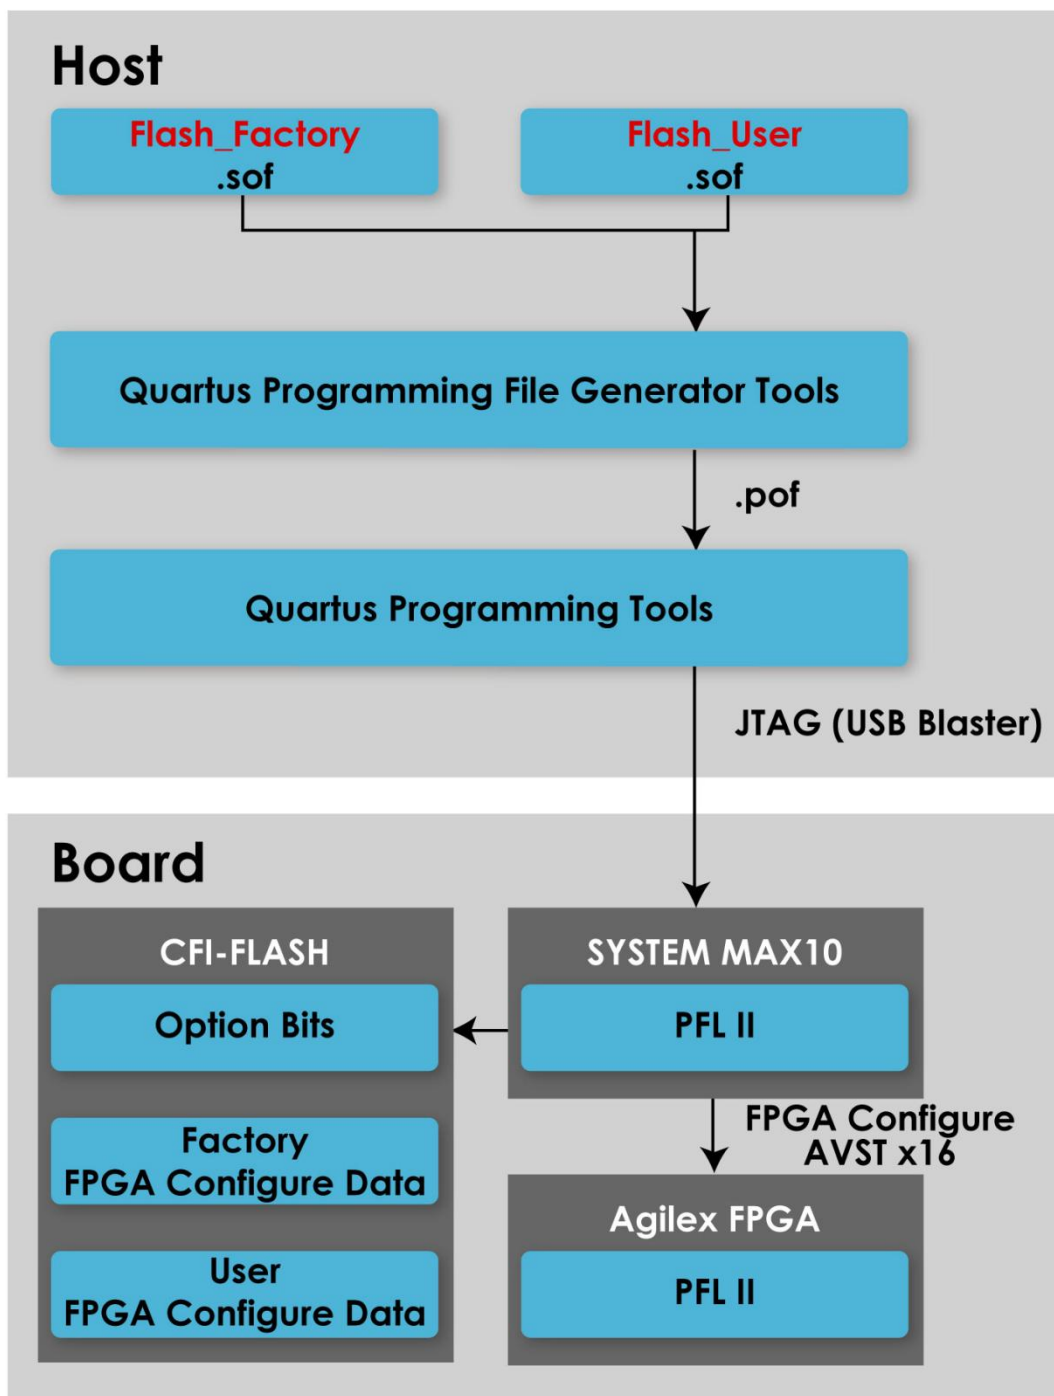 Host
Flash_Factory
.sof
Flash_User
.sof
Quartus Programming File Generator Tools
.pof
Quartus Programming Tools
JTAG (USB Blaster)
Board
CFI-FLASH
Option Bits
Factory
FPGA Configure Data
User
FPGA Configure Data
SYSTEM MAX10
PFL II
FPGA Configure
AVST x16
Agilex FPGA
PFL II